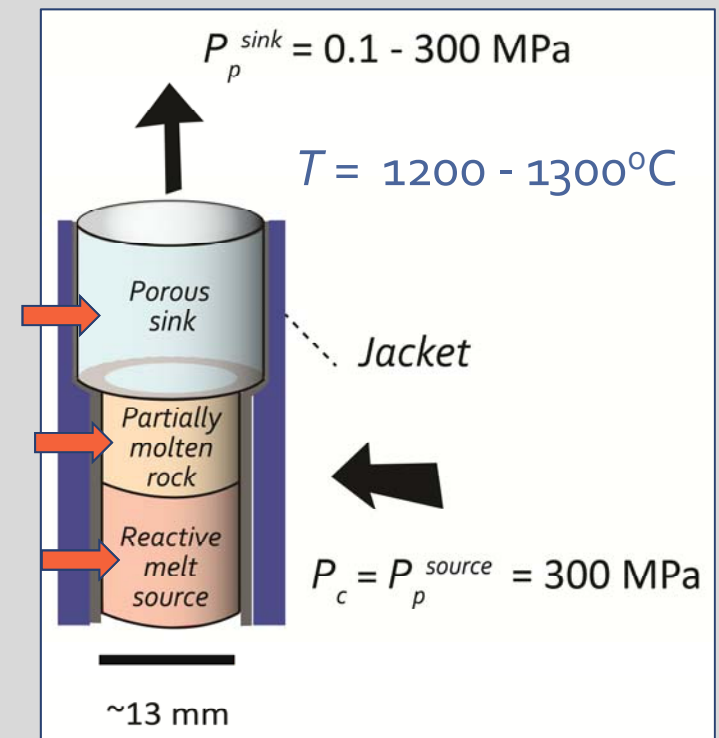 P_p^sink = 0.1 - 300 MPa
T = 1200 - 1300°C
Porous
sink
Jacket
Partially
molten
rock
Reactive
melt
source
P_c = P_p^source = 300 MPa
~13 mm